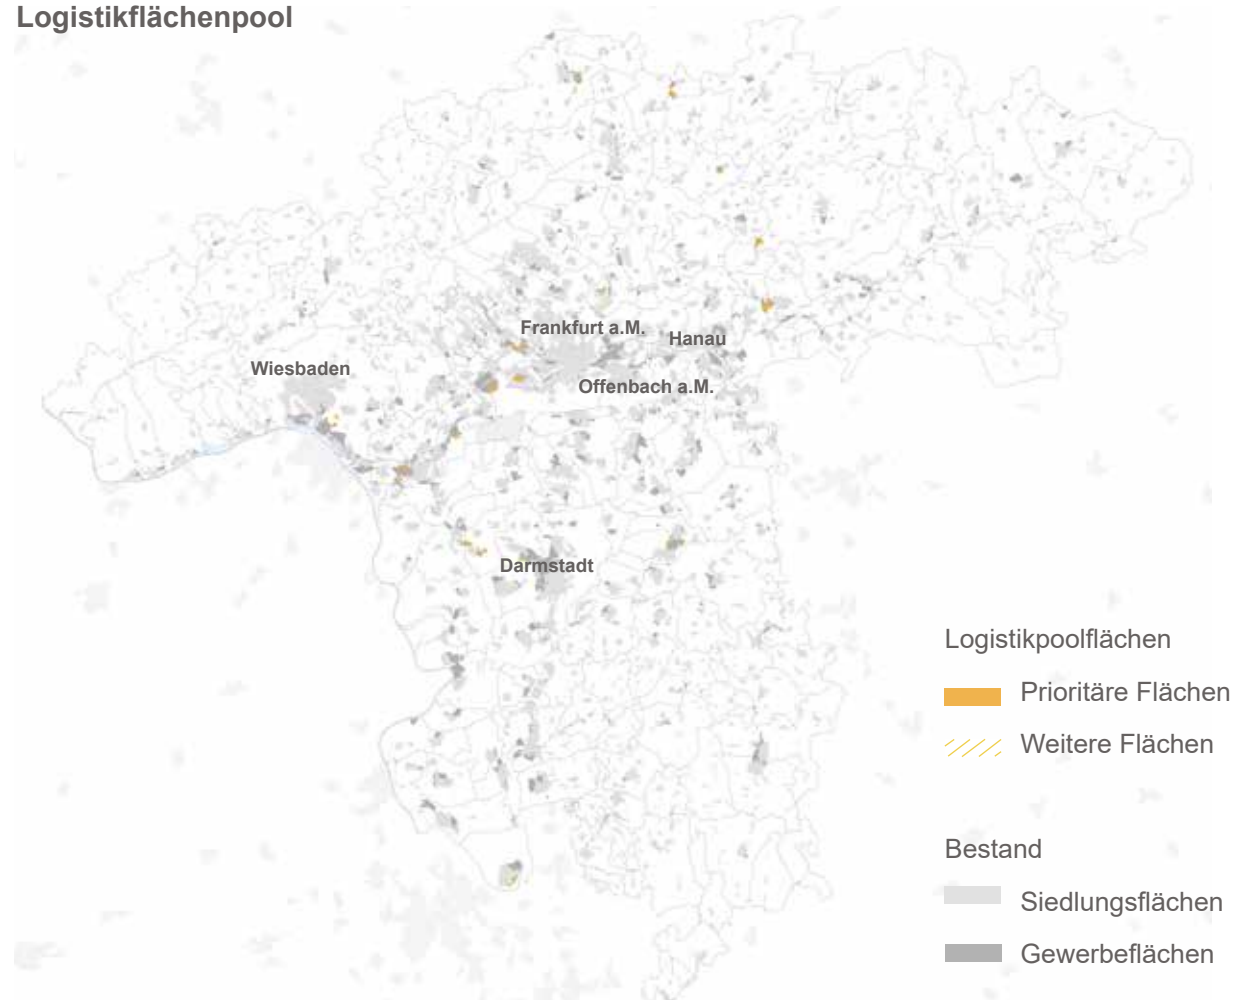 Logistikflächenpool
Frankfurt a.M.
Hanau
Wiesbaden
Offenbach a.M.
Darmstadt
Logistikpoolflächen
Prioritäre Flächen
Weitere Flächen
Bestand
Siedlungsflächen
Gewerbeflächen